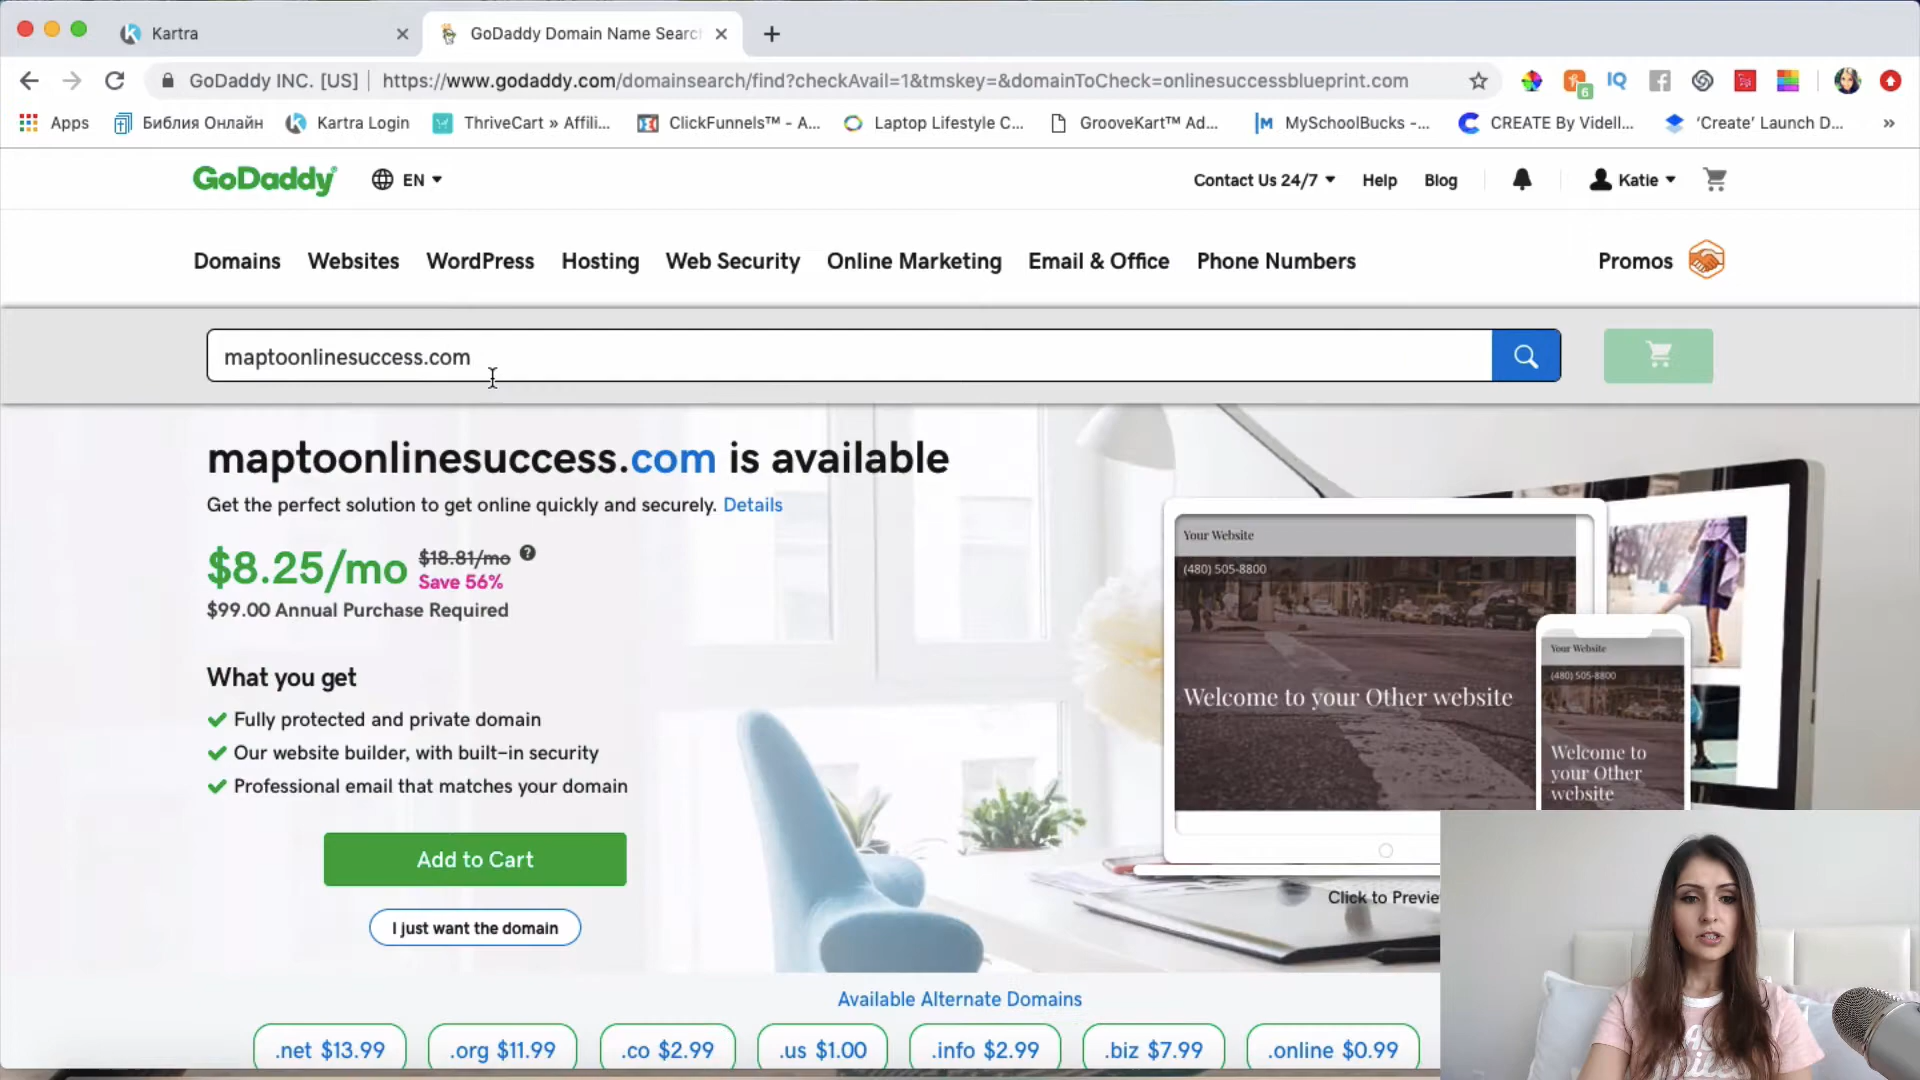 Kartra
GoDaddy Domain Name Search
GoDaddy INC. [US]
https://www.godaddy.com/domainsearch/find?checkAvail=1&tmskey=&domainToCheck=onlinesuccessblueprint.com
6
IQ
Apps
Библия Онлайн
Kartra Login
ThriveCart » Affili...
ClickFunnels™ - A...
Laptop Lifestyle C...
GrooveKart™ Ad...
MySchoolBucks -...
CREATE By Videll...
‘Create’ Launch D...
»
GoDaddy
EN
Contact Us 24/7
Help
Blog
Katie
Domains
Websites
WordPress
Hosting
Web Security
Online Marketing
Email & Office
Phone Numbers
Promos
maptoonlinesuccess.com
maptoonlinesuccess.com is available
Get the perfect solution to get online quickly and securely. Details
$8.25/mo
$18.81/mo
?
Save 56%
$99.00 Annual Purchase Required
What you get
Fully protected and private domain
Our website builder, with built-in security
Professional email that matches your domain
Add to Cart
I just want the domain
Your Website
(480) 505-8800
Welcome to your Other website
Your Website
(480) 505-8800
Welcome to
your Other
website
Click to Previe
Available Alternate Domains
.net $13.99
.org $11.99
.co $2.99
.us $1.00
.info $2.99
.biz $7.99
.online $0.99